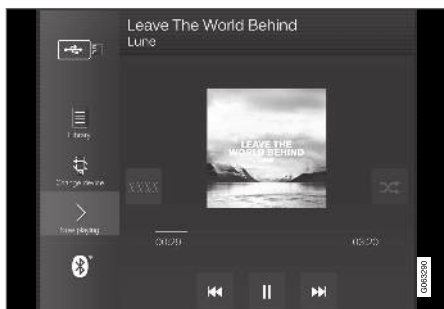 Leave The World Behind
Lune
Library
Change device
Now playing
LEAVE THE
WORLD BEHIND
XXXX
00:29
03:20
G063290